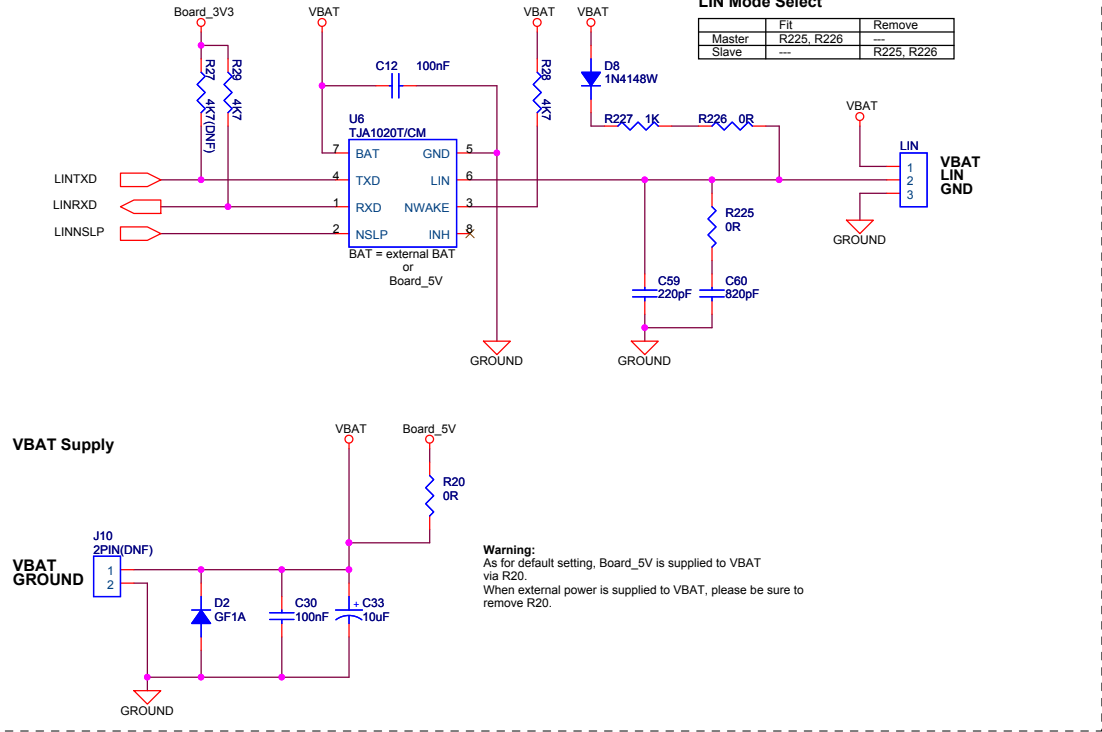 LIN Mode Select
Fit Remove
Master R225, R226 ---
Slave --- R225, R226
Board_3V3
VBAT
VBAT
VBAT
R27
4K7(DNF)
R29
4K7
C12 100nF
R28
4K7
D8
1N4148W
R227 1K
R226 0R
VBAT
U6
TJA1020T/CM
7 BAT GND 5
4 TXD LIN 6
1 RXD NWAKE 3
2 NSLP INH 8
BAT = external BAT
or
Board_5V
LINTXD
LINRXD
LINNSLP
LIN
1 VBAT
2 LIN
3 GND
GROUND
R225
0R
C59
220pF
C60
820pF
GROUND
GROUND
VBAT Supply
VBAT
Board_5V
R20
0R
J10
2PIN(DNF)
VBAT 1
GROUND 2
D2
GF1A
C30
100nF
+ C33
10uF
GROUND
Warning:
As for default setting, Board_5V is supplied to VBAT
via R20.
When external power is supplied to VBAT, please be sure to
remove R20.